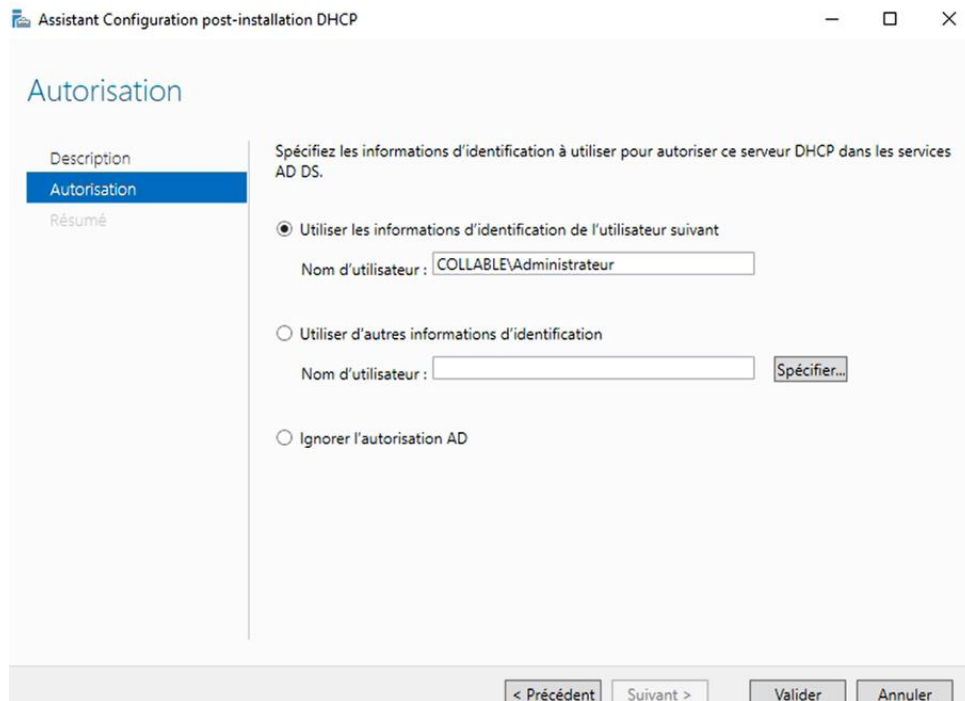 Assistant Configuration post-installation DHCP
Autorisation
Description
Autorisation
Résumé
Spécifiez les informations d'identification à utiliser pour autoriser ce serveur DHCP dans les services
AD DS.
Utiliser les informations d'identification de l'utilisateur suivant
Nom d'utilisateur : COLLABLE\Administrateur
Utiliser d'autres informations d'identification
Nom d'utilisateur : Spécifier...
Ignorer l'autorisation AD
< Précédent Suivant > Valider Annuler